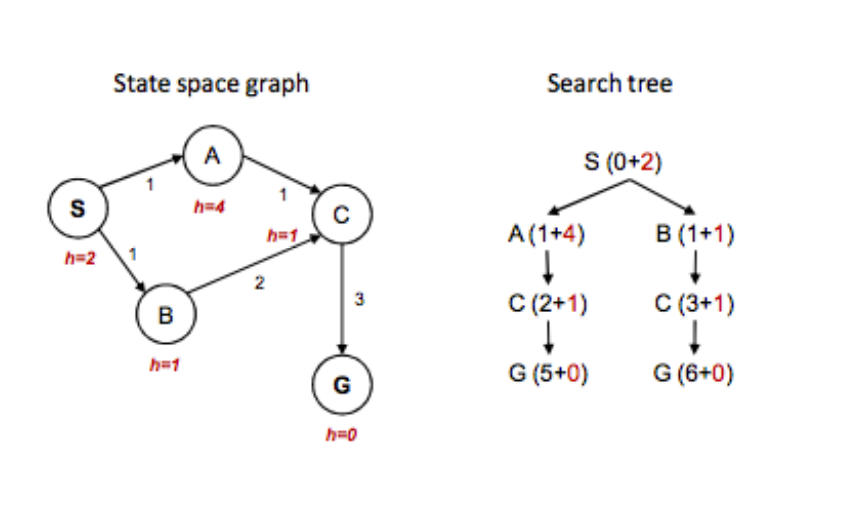 State space graph
A
1
1
S
h=4
C
h=1
h=2
1
2
B
3
h=1
G
h=0
Search tree
S (0+2)
A (1+4) B (1+1)
C (2+1) C (3+1)
G (5+0) G (6+0)